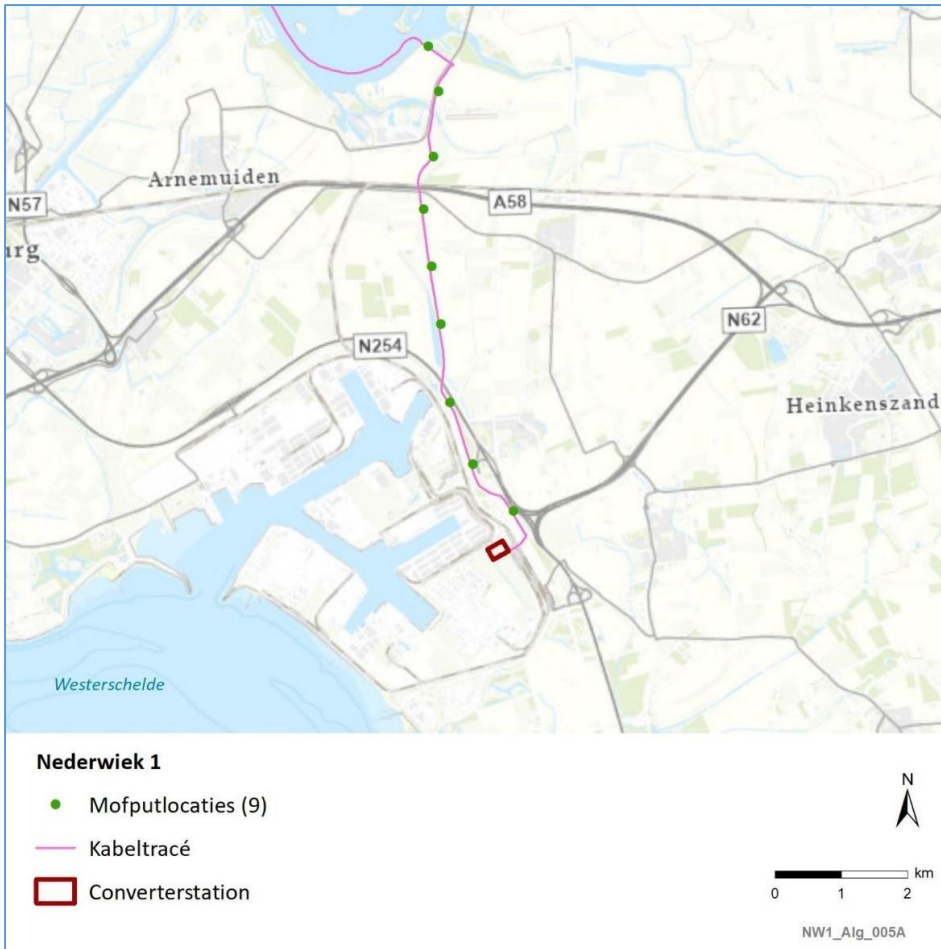 Arnemuiden
N57
A58
urg
N62
N254
Heinkenszand
Westerschelde
Nederwiek 1
Mofputlocaties (9)
Kabeltracé
Converterstation
N
km
0 1 2
NW1_Alg_005A